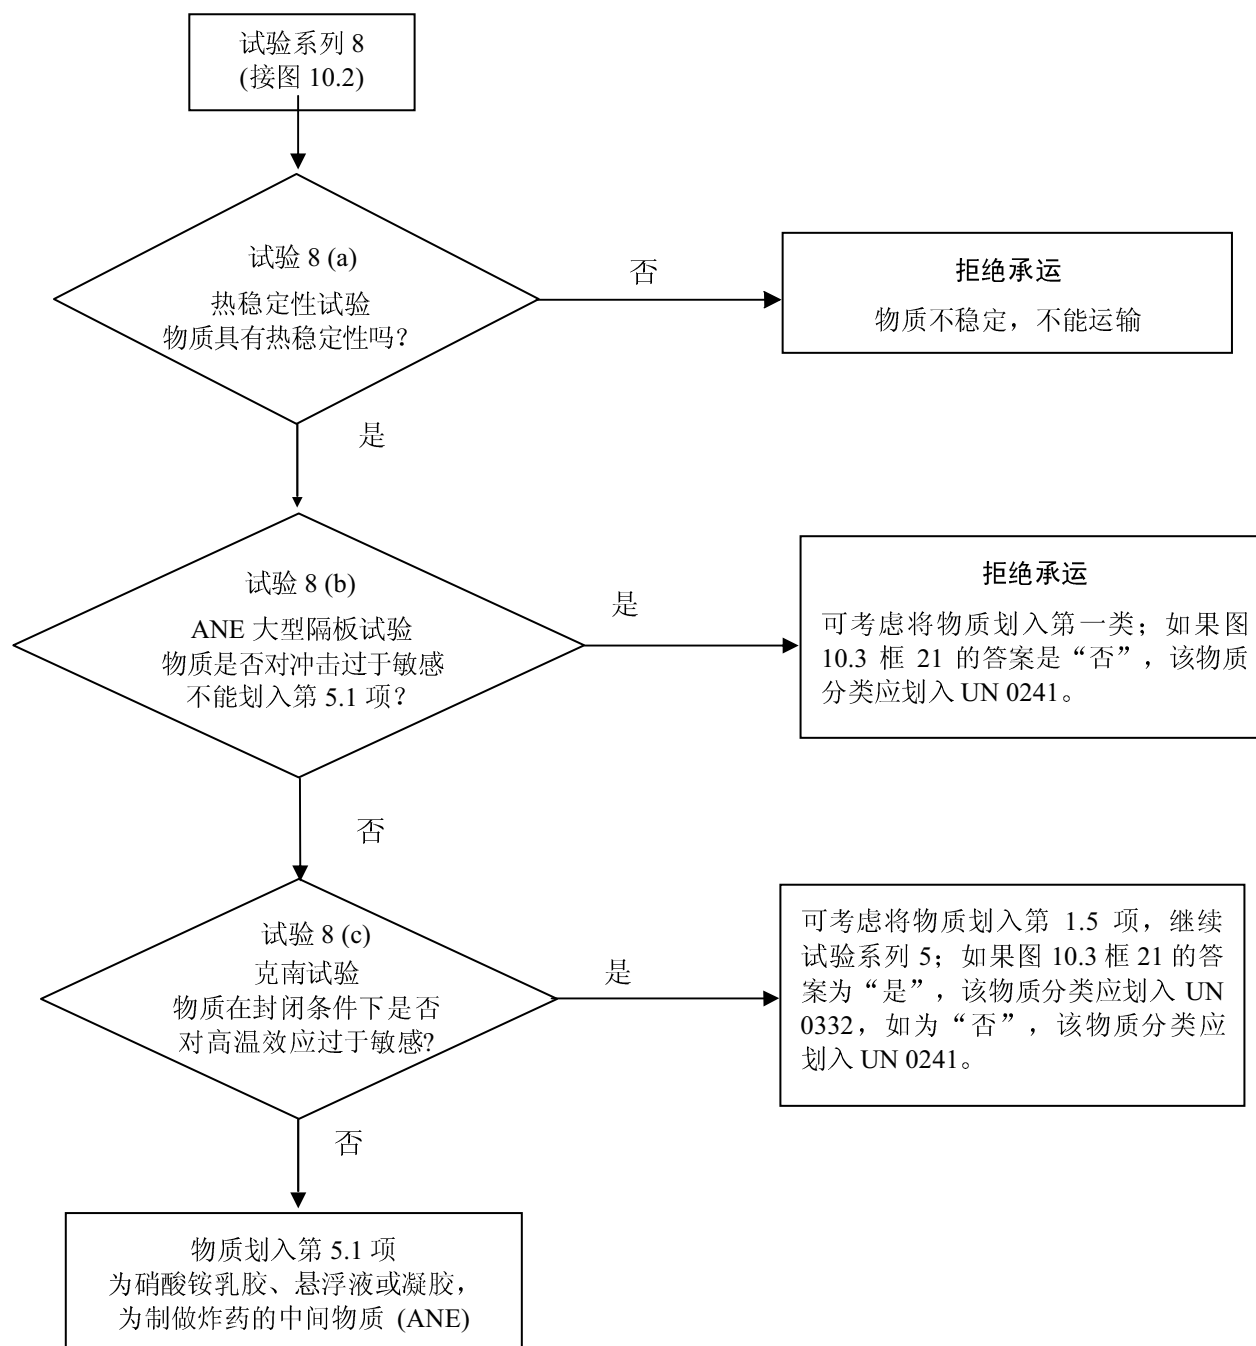 试验系列 8
(接图 10.2)
试验 8 (a)
热稳定性试验
物质具有热稳定性吗？
否
拒绝承运
物质不稳定，不能运输
是
试验 8 (b)
ANE 大型隔板试验
物质是否对冲击过于敏感
不能划入第 5.1 项？
是
拒绝承运
可考虑将物质划入第一类；如果图
10.3 框 21 的答案是“否”，该物质
分类应划入 UN 0241。
否
试验 8 (c)
克南试验
物质在封闭条件下是否
对高温效应过于敏感?
是
可考虑将物质划入第 1.5 项，继续
试验系列 5；如果图 10.3 框 21 的答
案为“是”，该物质分类应划入 UN
0332，如为“否”，该物质分类应
划入 UN 0241。
否
物质划入第 5.1 项
为硝酸铵乳胶、悬浮液或凝胶，
为制做炸药的中间物质 (ANE)